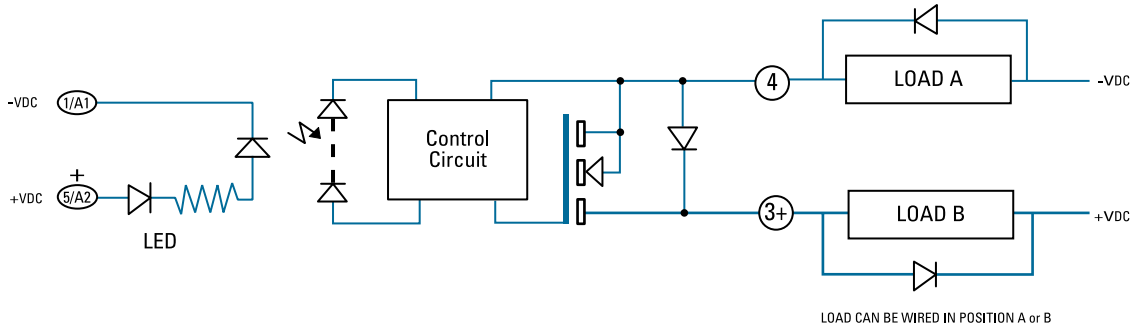 -VDC
1/A1
+
+VDC
5/A2
LED
Control
Circuit
4
LOAD A
-VDC
3+
LOAD B
+VDC
LOAD CAN BE WIRED IN POSITION A or B